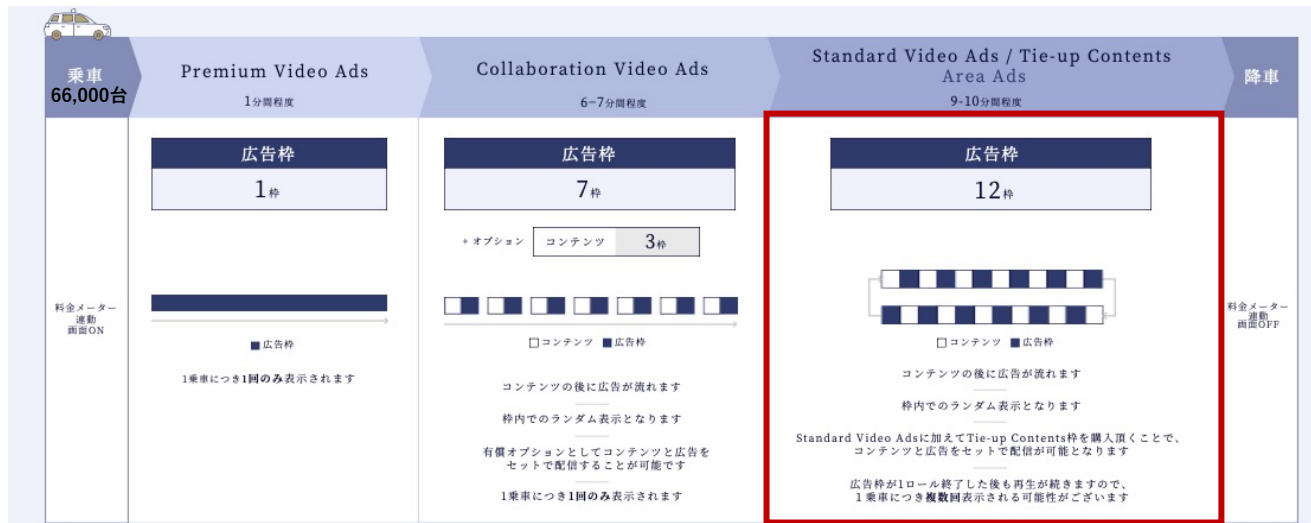 乗車
66,000台
Premium Video Ads
1分間程度
Collaboration Video Ads
6-7分間程度
Standard Video Ads / Tie-up Contents
Area Ads
9-10分間程度
降車
料金メーター
連動
画面ON
広告枠
1枠
■広告枠
1乗車につき1回のみ表示されます
広告枠
7枠
+ オプション コンテンツ 3枠
□コンテンツ ■広告枠
コンテンツの後に広告が流れます
枠内でのランダム表示となります
有償オプションとしてコンテンツと広告を
セットで配信することが可能です
1乗車につき1回のみ表示されます
広告枠
12枠
□コンテンツ ■広告枠
コンテンツの後に広告が流れます
枠内でのランダム表示となります
Standard Video Adsに加えてTie-up Contents枠を購入頂くことで、
コンテンツと広告をセットで配信が可能となります
広告枠が1ロール終了した後も再生が続きますので、
1乗車につき複数回表示される可能性がございます
料金メーター
連動
画面OFF